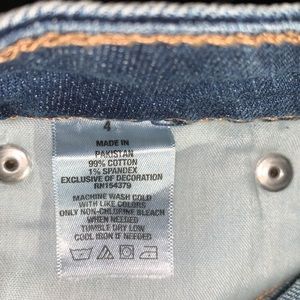 4
MADE IN
PAKISTAN
99% COTTON
1% SPANDEX
EXCLUSIVE OF DECORATION
RN154379
MACHINE WASH COLD
WITH LIKE COLORS
ONLY NON-CHLORINE BLEACH
WHEN NEEDED
TUMBLE DRY LOW
COOL IRON IF NEEDED